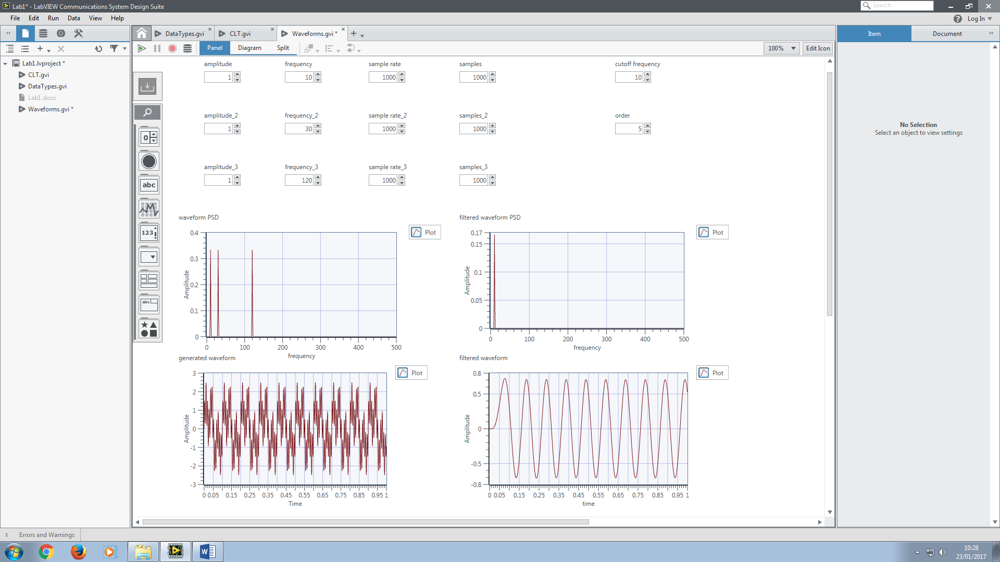 Lab1* - LabVIEW Communications System Design Suite
Search
File Edit Run Data View Help
Log In
DataTypes.gvi
CLT.gvi
Waveforms.gvi *
Item
Document
Panel
Diagram
Split
100%
Edit Icon
Lab1.lvproject *
CLT.gvi
DataTypes.gvi
Lab1.docx
Waveforms.gvi *
No Selection
Select an object to view settings
amplitude frequency sample rate samples cutoff frequency
1 10 1000 1000 10
amplitude_2 frequency_2 sample rate_2 samples_2 order
1 30 1000 1000 5
amplitude_3 frequency_3 sample rate_3 samples_3
1 120 1000 1000
0
abc
123
abc
waveform PSD
Plot
0.4
0.3
0.2
0.1
0
Amplitude
0 100 200 300 400 500
frequency
filtered waveform PSD
Plot
0.17
0.15
0.1
0.05
0
Amplitude
0 100 200 300 400 500
frequency
generated waveform
Plot
3
2
1
0
-1
-2
-3
Amplitude
0 0.05 0.15 0.25 0.35 0.45 0.55 0.65 0.75 0.85 0.95 1
Time
filtered waveform
Plot
0.8
0.5
0
-0.5
-0.8
Amplitude
0 0.05 0.15 0.25 0.35 0.45 0.55 0.65 0.75 0.85 0.95 1
time
Errors and Warnings
W
10:28
23/01/2017